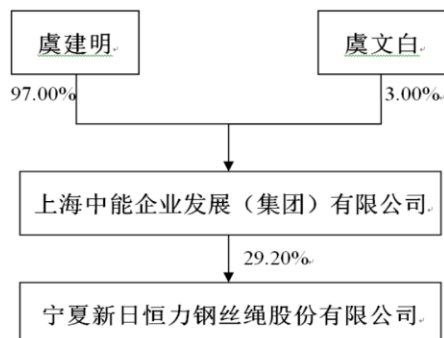 虞建明
虞文白
97.00%
3.00%
上海中能企业发展（集团）有限公司
29.20%
宁夏新日恒力钢丝绳股份有限公司